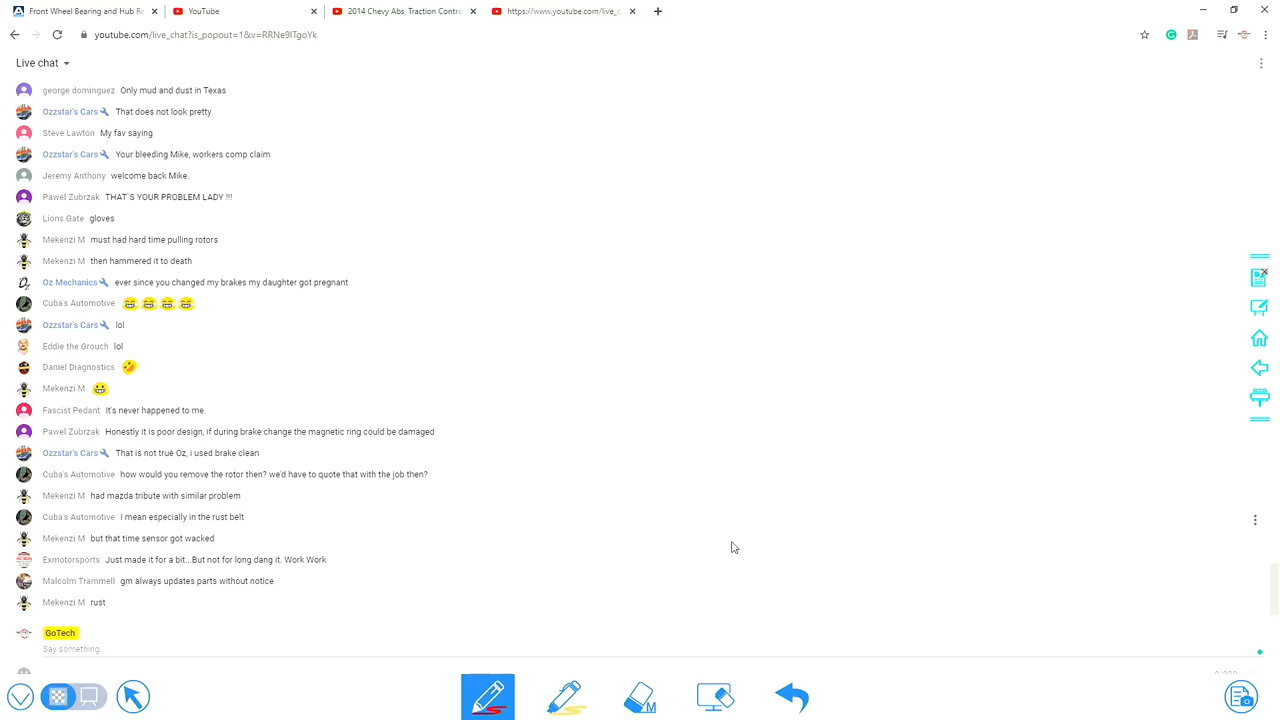 Front Wheel Bearing and Hub Re
YouTube
2014 Chevy Abs, Traction Contro
https://www.youtube.com/live_c
youtube.com/live_chat?is_popout=1&v=RRNe9ITgoYk
Live chat
george dominguez Only mud and dust in Texas
Ozzstar's Cars That does not look pretty
Steve Lawton My fav saying
Ozzstar's Cars Your bleeding Mike, workers comp claim
Jeremy Anthony welcome back Mike.
Pawel Zubrzak THAT`S YOUR PROBLEM LADY !!!
Lions Gate gloves
Mekenzi M must had hard time pulling rotors
Mekenzi M then hammered it to death
Oz Mechanics ever since you changed my brakes my daughter got pregnant
Cuba's Automotive 😂😂😂😂
Ozzstar's Cars lol
Eddie the Grouch lol
Daniel Diagnostics 🤣
Mekenzi M 😀
Fascist Pedant It's never happened to me.
Pawel Zubrzak Honestly it is poor design, if during brake change the magnetic ring could be damaged
Ozzstar's Cars That is not true Oz, i used brake clean
Cuba's Automotive how would you remove the rotor then? we'd have to quote that with the job then?
Mekenzi M had mazda tribute with similar problem
Cuba's Automotive I mean especially in the rust belt
Mekenzi M but that time sensor got wacked
Exmotorsports Just made it for a bit...But not for long dang it. Work Work
Malcolm Trammell gm always updates parts without notice
Mekenzi M rust
GoTech
Say something...